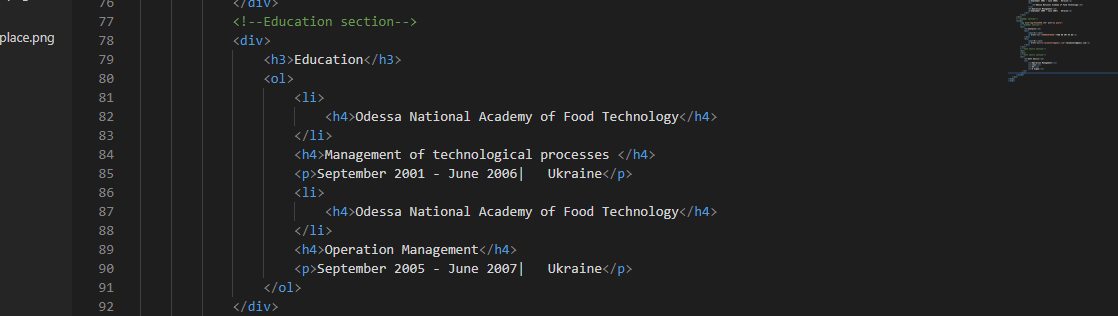 place.png
76 </div>
77 <!--Education section-->
78 <div>
79 <h3>Education</h3>
80 <ol>
81 <li>
82 <h4>Odessa National Academy of Food Technology</h4>
83 </li>
84 <h4>Management of technological processes </h4>
85 <p>September 2001 - June 2006|   Ukraine</p>
86 <li>
87 <h4>Odessa National Academy of Food Technology</h4>
88 </li>
89 <h4>Operation Management</h4>
90 <p>September 2005 - June 2007|   Ukraine</p>
91 </ol>
92 </div>